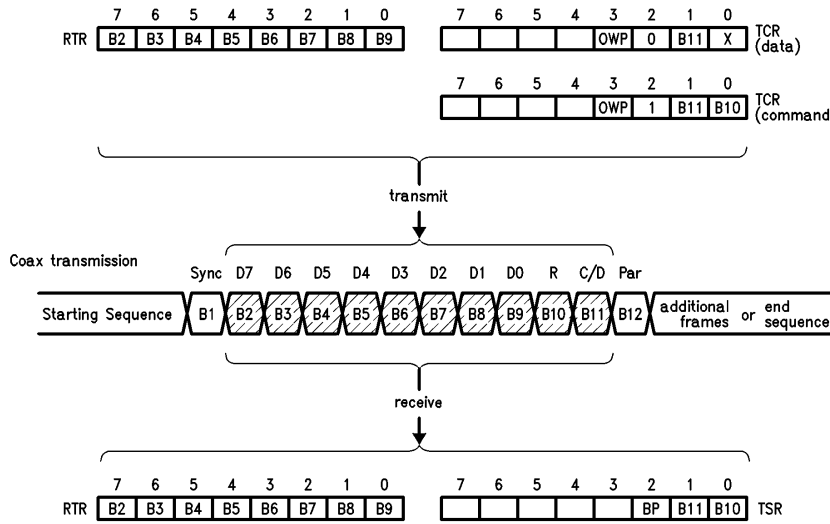 7 6 5 4 3 2 1 0 7 6 5 4 3 2 1 0
RTR B2 B3 B4 B5 B6 B7 B8 B9 OWP 0 B11 X TCR (data)
7 6 5 4 3 2 1 0
OWP 1 B11 B10 TCR (command
transmit
Coax transmission
Sync D7 D6 D5 D4 D3 D2 D1 D0 R C/D Par
Starting Sequence B1 B2 B3 B4 B5 B6 B7 B8 B9 B10 B11 B12 additional frames or end sequence
receive
7 6 5 4 3 2 1 0 7 6 5 4 3 2 1 0
RTR B2 B3 B4 B5 B6 B7 B8 B9 BP B11 B10 TSR